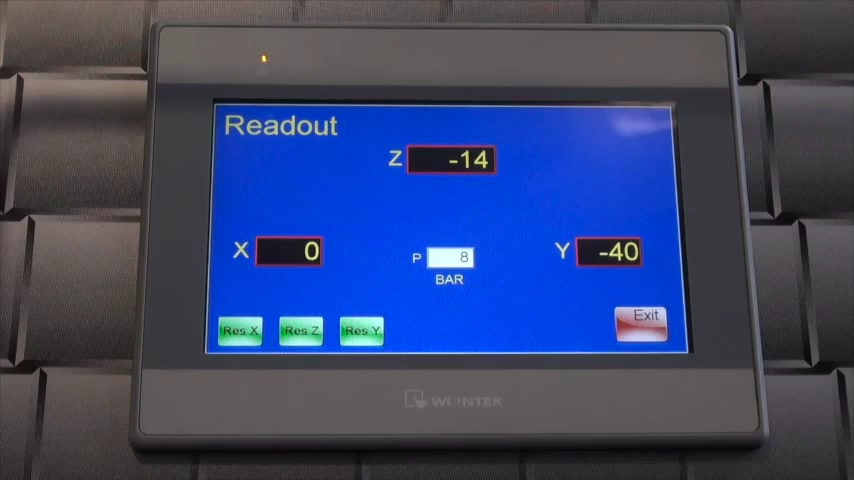 Readout
Z -14
X 0
P 8
BAR
Y -40
Res X Res Z Res Y
Exit
WEINTEK